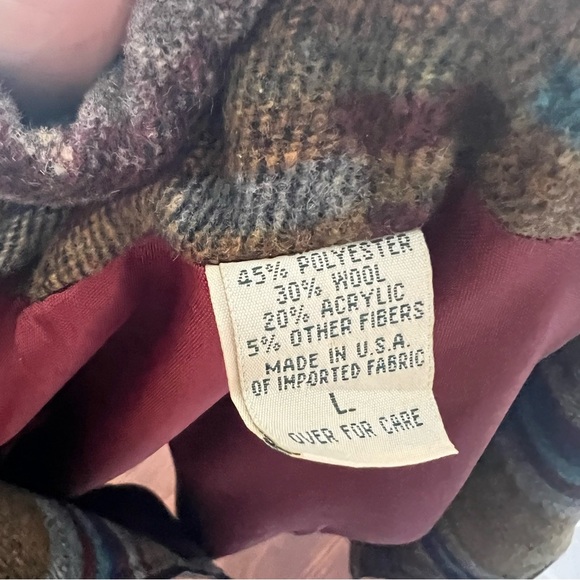 45% POLYESTER
30% WOOL
20% ACRYLIC
5% OTHER FIBERS
MADE IN U.S.A.
OF IMPORTED FABRIC
L
OVER FOR CARE